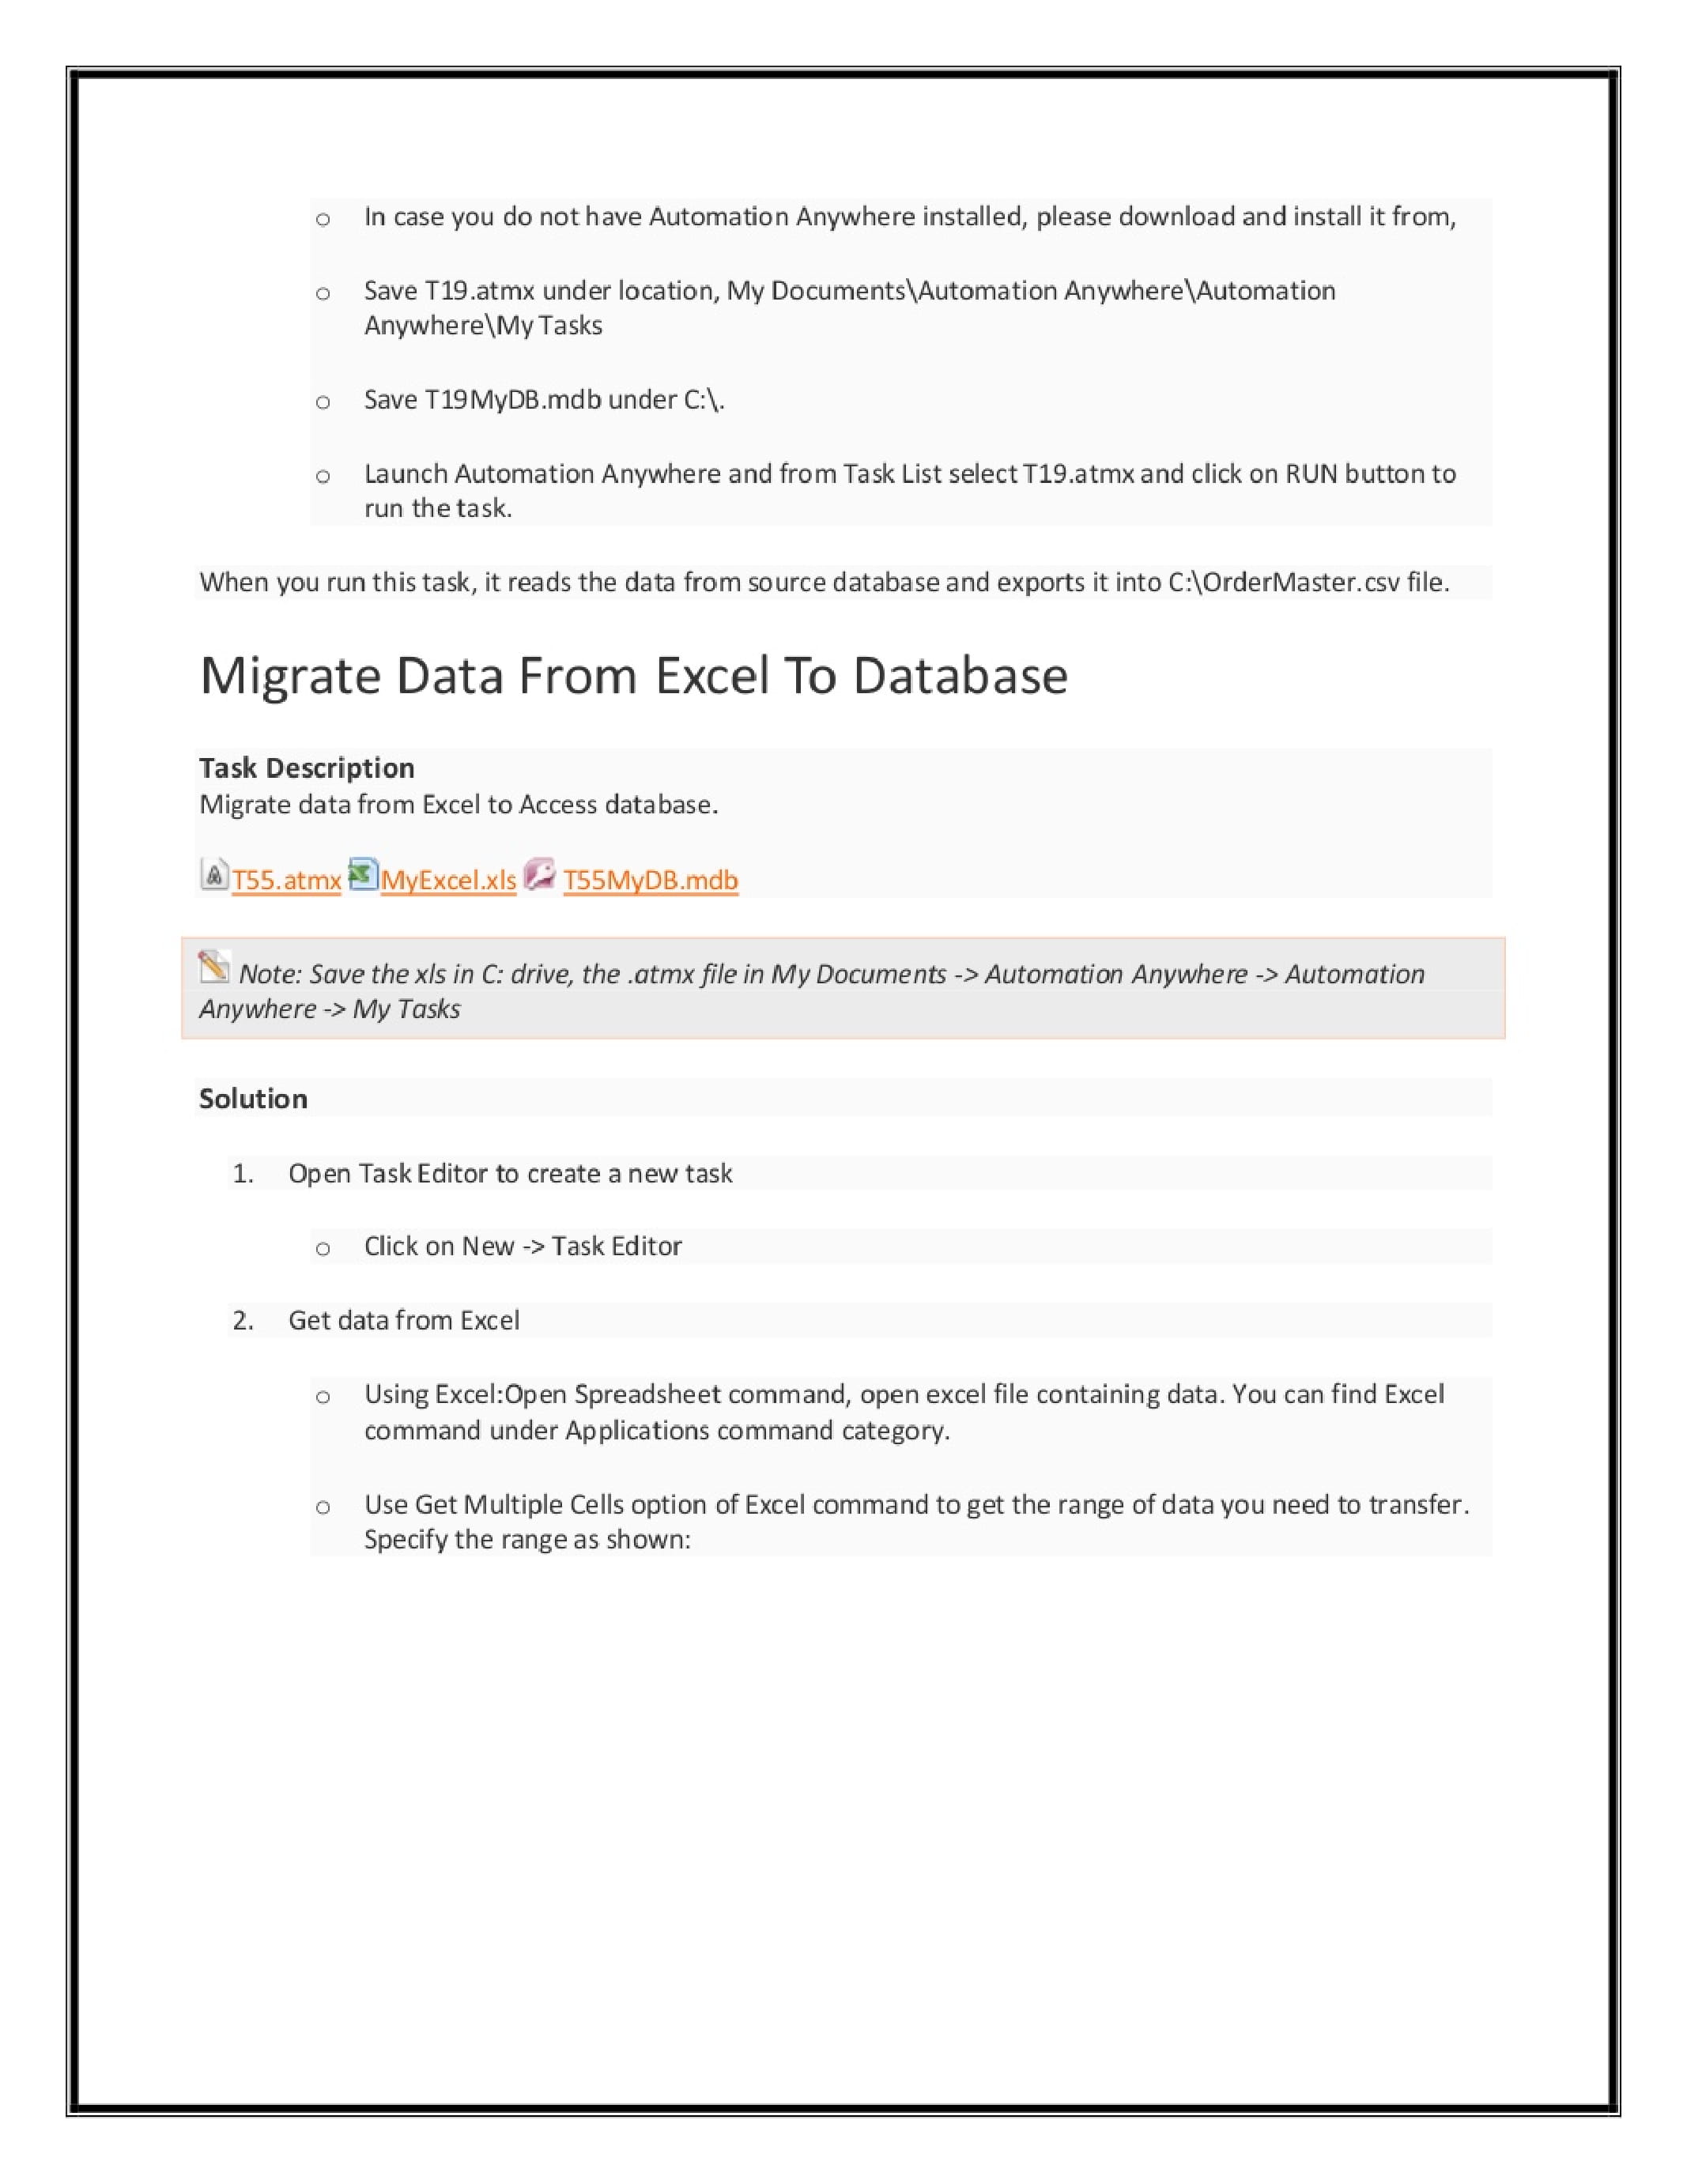 o In case you do not have Automation Anywhere installed, please download and install it from,
o Save T19.atmx under location, My Documents\Automation Anywhere\Automation
Anywhere\My Tasks
o Save T19MyDB.mdb under C:\.
o Launch Automation Anywhere and from Task List select T19.atmx and click on RUN button to
run the task.
When you run this task, it reads the data from source database and exports it into C:\OrderMaster.csv file.
Migrate Data From Excel To Database
Task Description
Migrate data from Excel to Access database.
T55.atmx MyExcel.xls T55MyDB.mdb
Note: Save the xls in C: drive, the .atmx file in My Documents -> Automation Anywhere -> Automation
Anywhere -> My Tasks
Solution
1. Open Task Editor to create a new task
o Click on New -> Task Editor
2. Get data from Excel
o Using Excel:Open Spreadsheet command, open excel file containing data. You can find Excel
command under Applications command category.
o Use Get Multiple Cells option of Excel command to get the range of data you need to transfer.
Specify the range as shown: